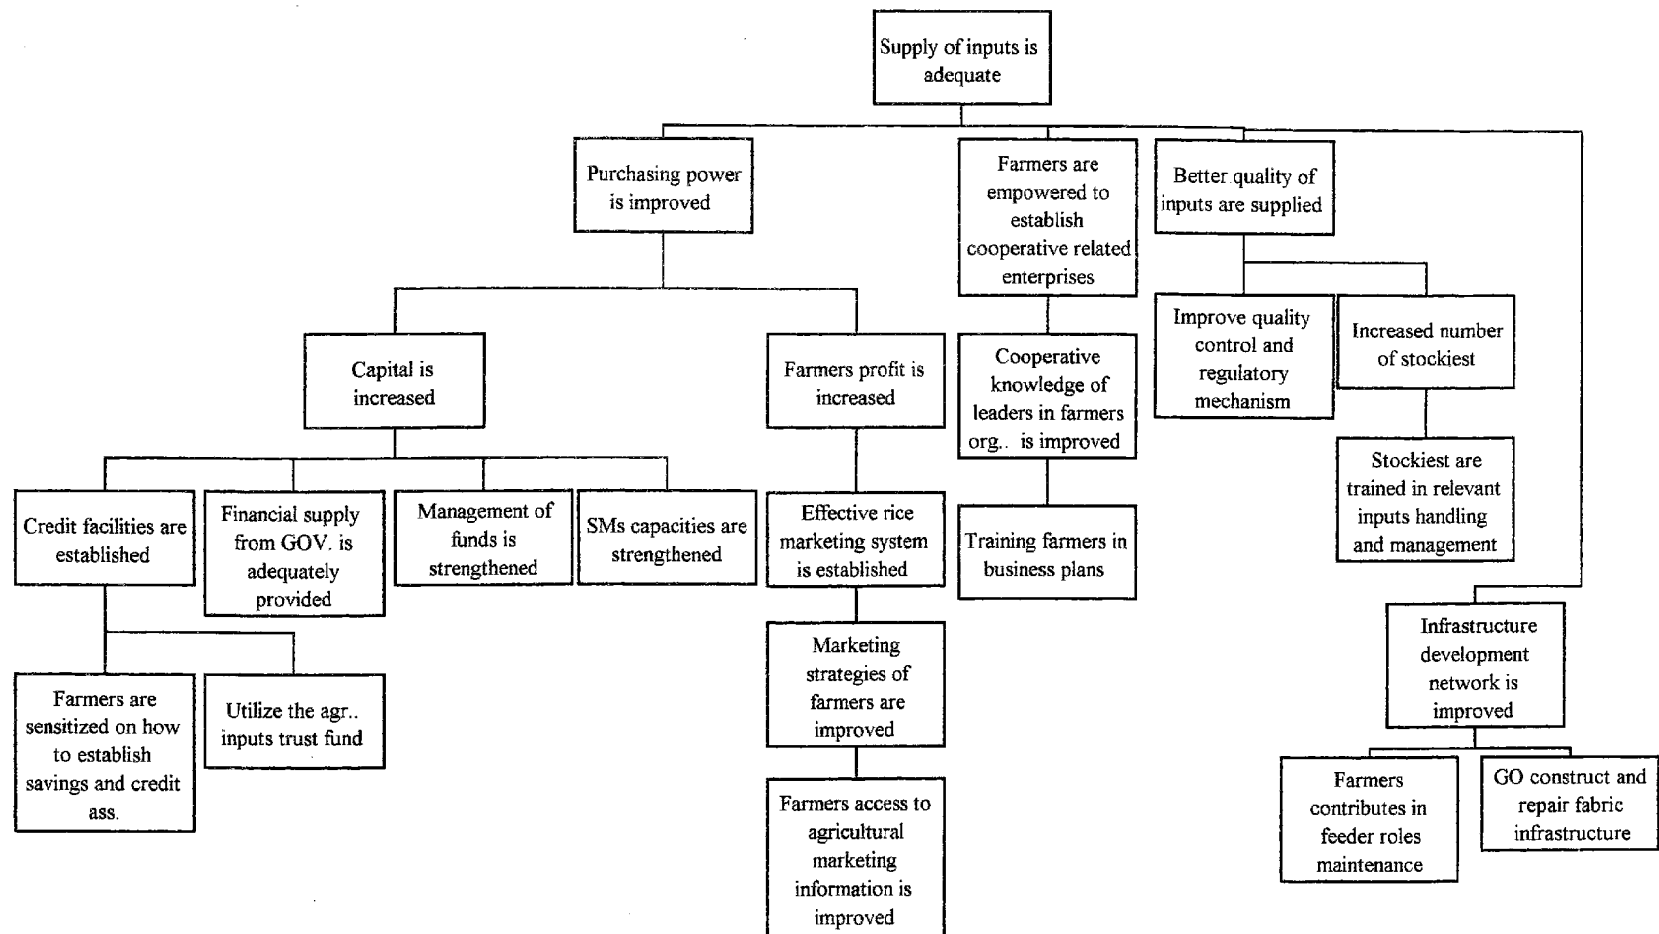 Supply of inputs is
adequate
Purchasing power
is improved
Farmers are
empowered to
establish
cooperative related
enterprises
Better quality of
inputs are supplied
Capital is
increased
Farmers profit is
increased
Cooperative
knowledge of
leaders in farmers
org.. is improved
Improve quality
control and
regulatory
mechanism
Increased number
of stockiest
Credit facilities are
established
Financial supply
from GOV. is
adequately
provided
Management of
funds is
strengthened
SMs capacities are
strengthened
Effective rice
marketing system
is established
Training farmers in
business plans
Stockiest are
trained in relevant
inputs handling
and management
Farmers are
sensitized on how
to establish
savings and credit
ass.
Utilize the agr..
inputs trust fund
Marketing
strategies of
farmers are
improved
Infrastructure
development
network is
improved
Farmers access to
agricultural
marketing
information is
improved
Farmers
contributes in
feeder roles
maintenance
GO construct and
repair fabric
infrastructure